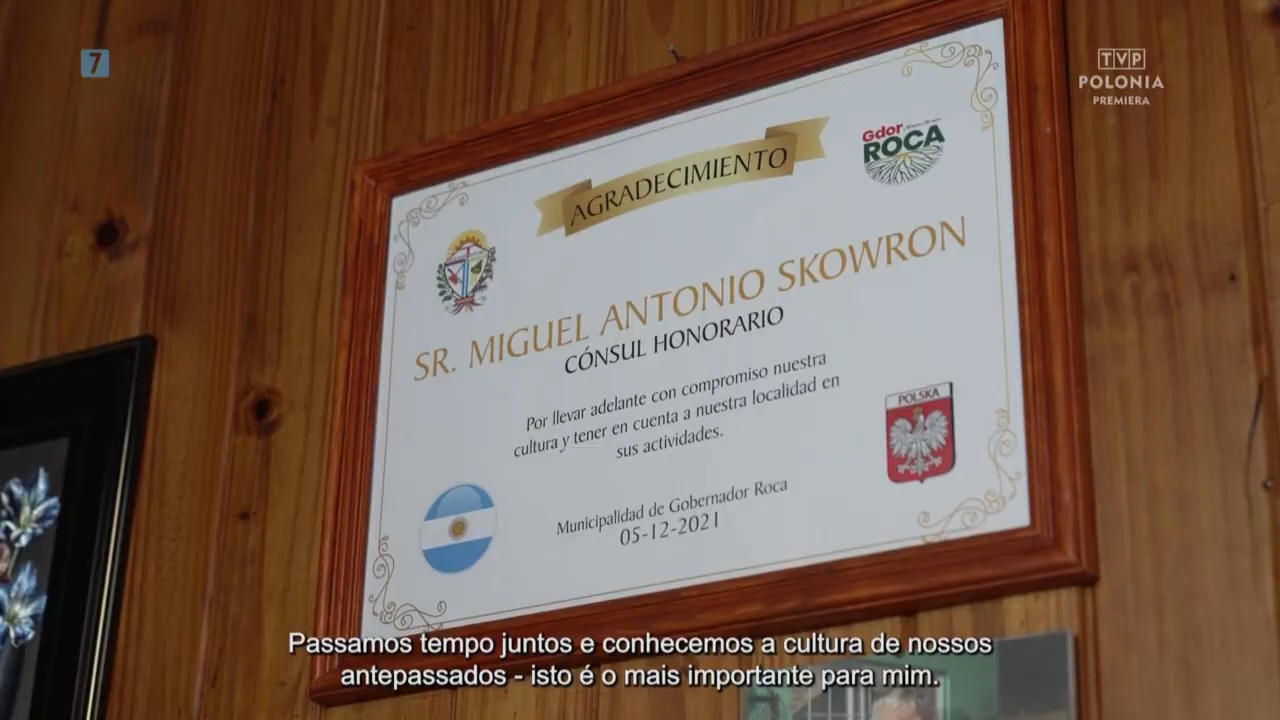 7
TVP
POLONIA
PREMIERA
AGRADECIMIENTO
Gdor
ROCA
SR. MIGUEL ANTONIO SKOWRON
CÓNSUL HONORARIO
Por llevar adelante con compromiso nuestra
cultura y tener en cuenta a nuestra localidad en
sus actividades.
POLSKA
Municipalidad de Gobernador Roca
05-12-2021
Passamos tempo juntos e conhecemos a cultura de nossos
antepassados - isto é o mais importante para mim.